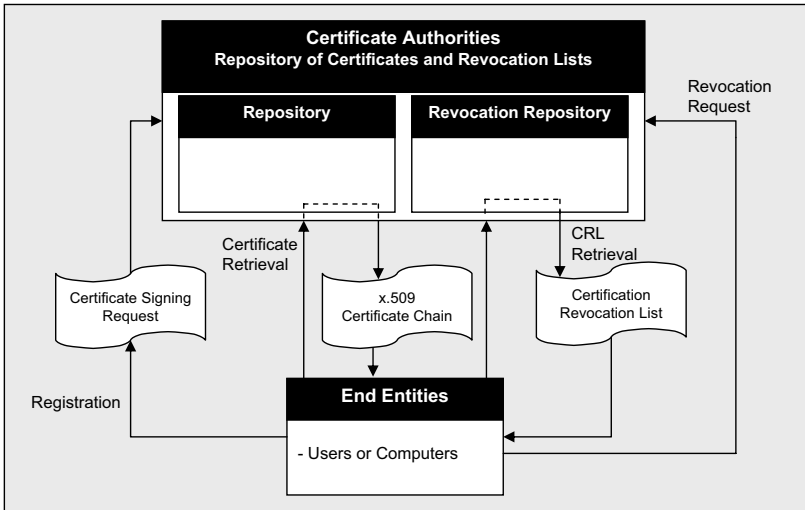 Certificate Authorities
Repository of Certificates and Revocation Lists
Revocation
Request
Repository
Revocation Repository
Certificate
Retrieval
CRL
Retrieval
Certificate Signing
Request
x.509
Certificate Chain
Certification
Revocation List
Registration
End Entities
- Users or Computers